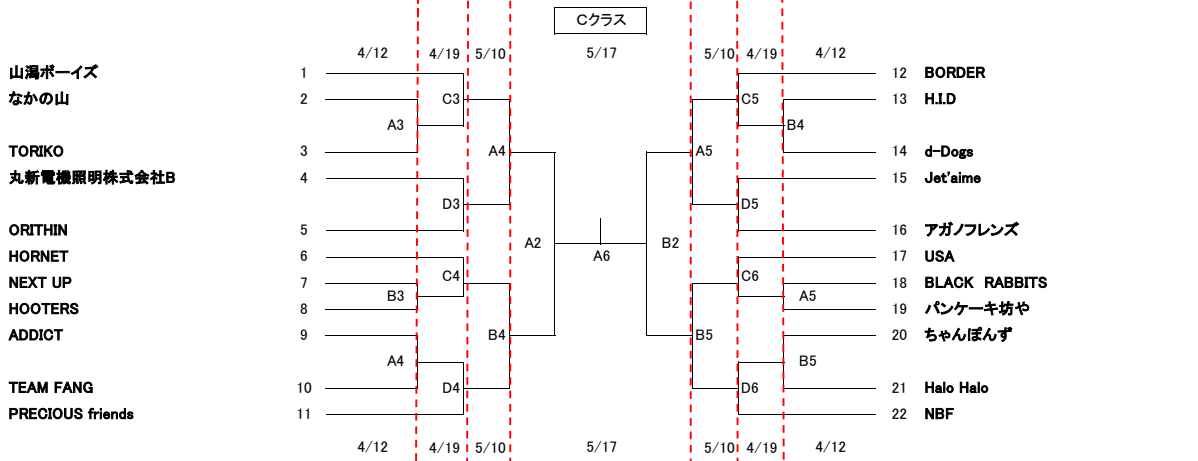 Cクラス
4/12 4/19 5/10 5/17 5/10 4/19 4/12
山潟ボーイズ 1 12 BORDER
なかの山 2 C3 C5 13 H.I.D
A3 B4
TORIKO 3 A4 A5 14 d-Dogs
丸新電機照明株式会社B 4 15 Jet'aime
D3 D5
ORITHIN 5 16 アガノフレンズ
A2 B2
HORNET 6 A6 17 USA
C4 C6
NEXT UP 7 18 BLACK RABBITS
B3 A5
HOOTERS 8 19 パンケーキ坊や
ADDICT 9 B4 B5 20 ちゃんぽんず
A4 B5
TEAM FANG 10 D4 D6 21 Halo Halo
PRECIOUS friends 11 22 NBF
4/12 4/19 5/10 5/17 5/10 4/19 4/12